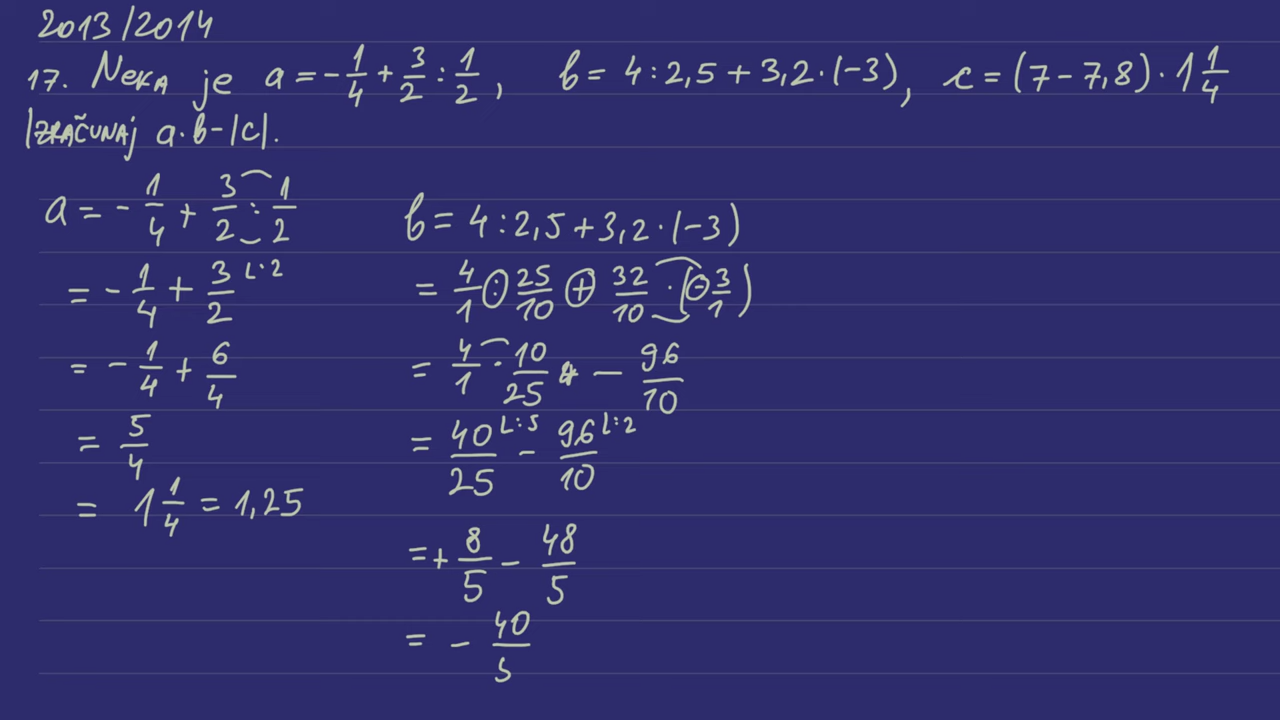 2013/2014
17. NEKA je a = -1/4 + 3/2 : 1/2, b = 4 : 2,5 + 3,2 · (-3), c = (7 - 7,8) · 1 1/4
IZRAČUNAJ a·b - |c|.
a = -1/4 + 3/2 : 1/2
= -1/4 + 3/2 L·2
= -1/4 + 6/4
= 5/4
= 1 1/4 = 1,25
b = 4 : 2,5 + 3,2 · (-3)
= 4/1 : 25/10 + 32/10 · (-3/1)
= 4/1 · 10/25 - 96/10
= 40/25 L:5 - 96/10 L:2
= + 8/5 - 48/5
= - 40/5